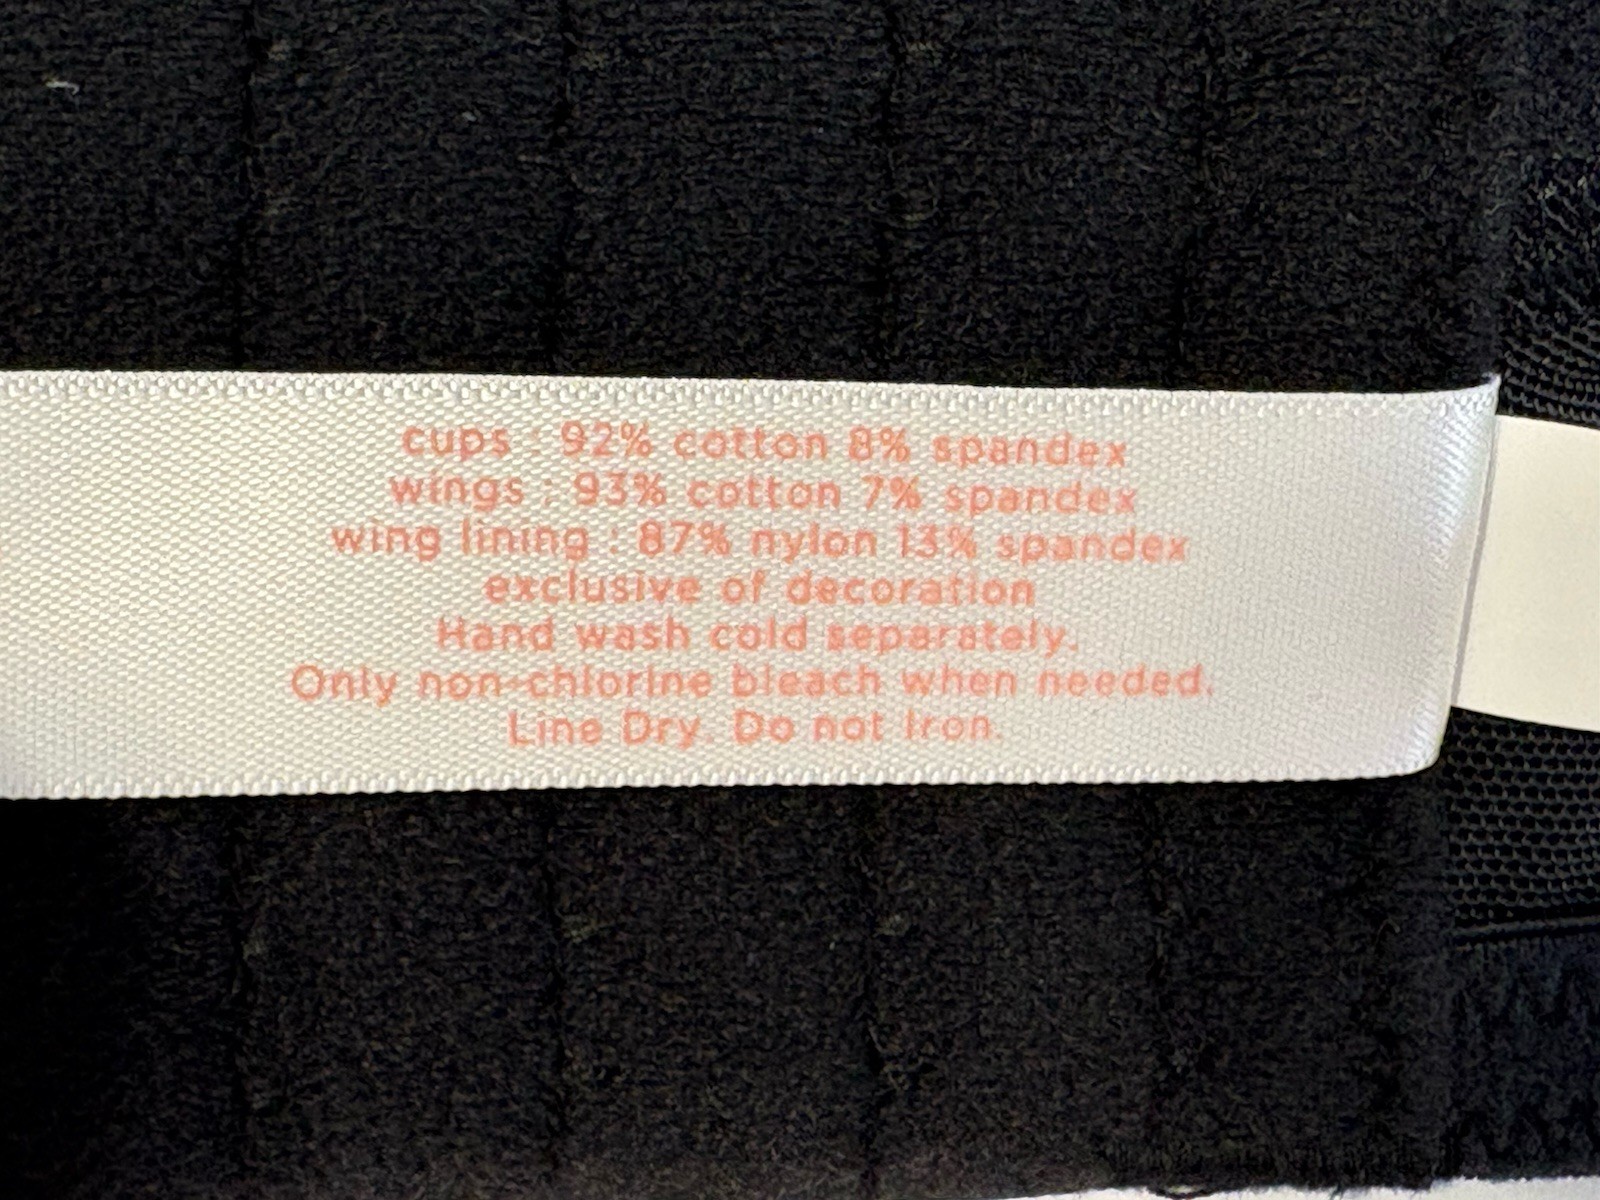 cups : 92% cotton 8% spandex
wings : 93% cotton 7% spandex
wing lining : 87% nylon 13% spandex
exclusive of decoration
Hand wash cold separately.
Only non-chlorine bleach when needed.
Line Dry. Do not Iron.